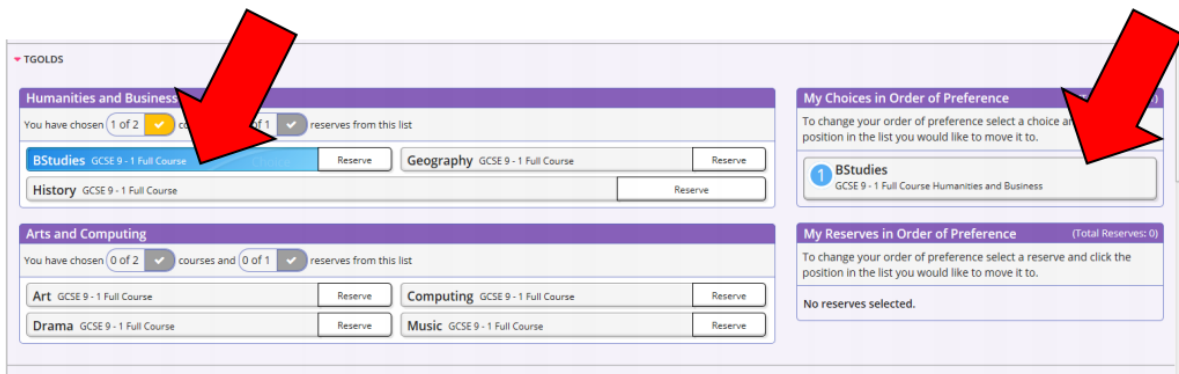 TGOLDS
Humanities and Business
You have chosen 1 of 2 of 1 reserves from this list
BStudies GCSE 9 - 1 Full Course Reserve
Geography GCSE 9 - 1 Full Course Reserve
History GCSE 9 - 1 Full Course Reserve
Arts and Computing
You have chosen 0 of 2 courses and 0 of 1 reserves from this list
Art GCSE 9 - 1 Full Course Reserve
Computing GCSE 9 - 1 Full Course Reserve
Drama GCSE 9 - 1 Full Course Reserve
Music GCSE 9 - 1 Full Course Reserve
My Choices in Order of Preference
To change your order of preference select a choice
position in the list you would like to move it to.
1 BStudies
GCSE 9 - 1 Full Course Humanities and Business
My Reserves in Order of Preference (Total Reserves: 0)
To change your order of preference select a reserve and click the
position in the list you would like to move it to.
No reserves selected.